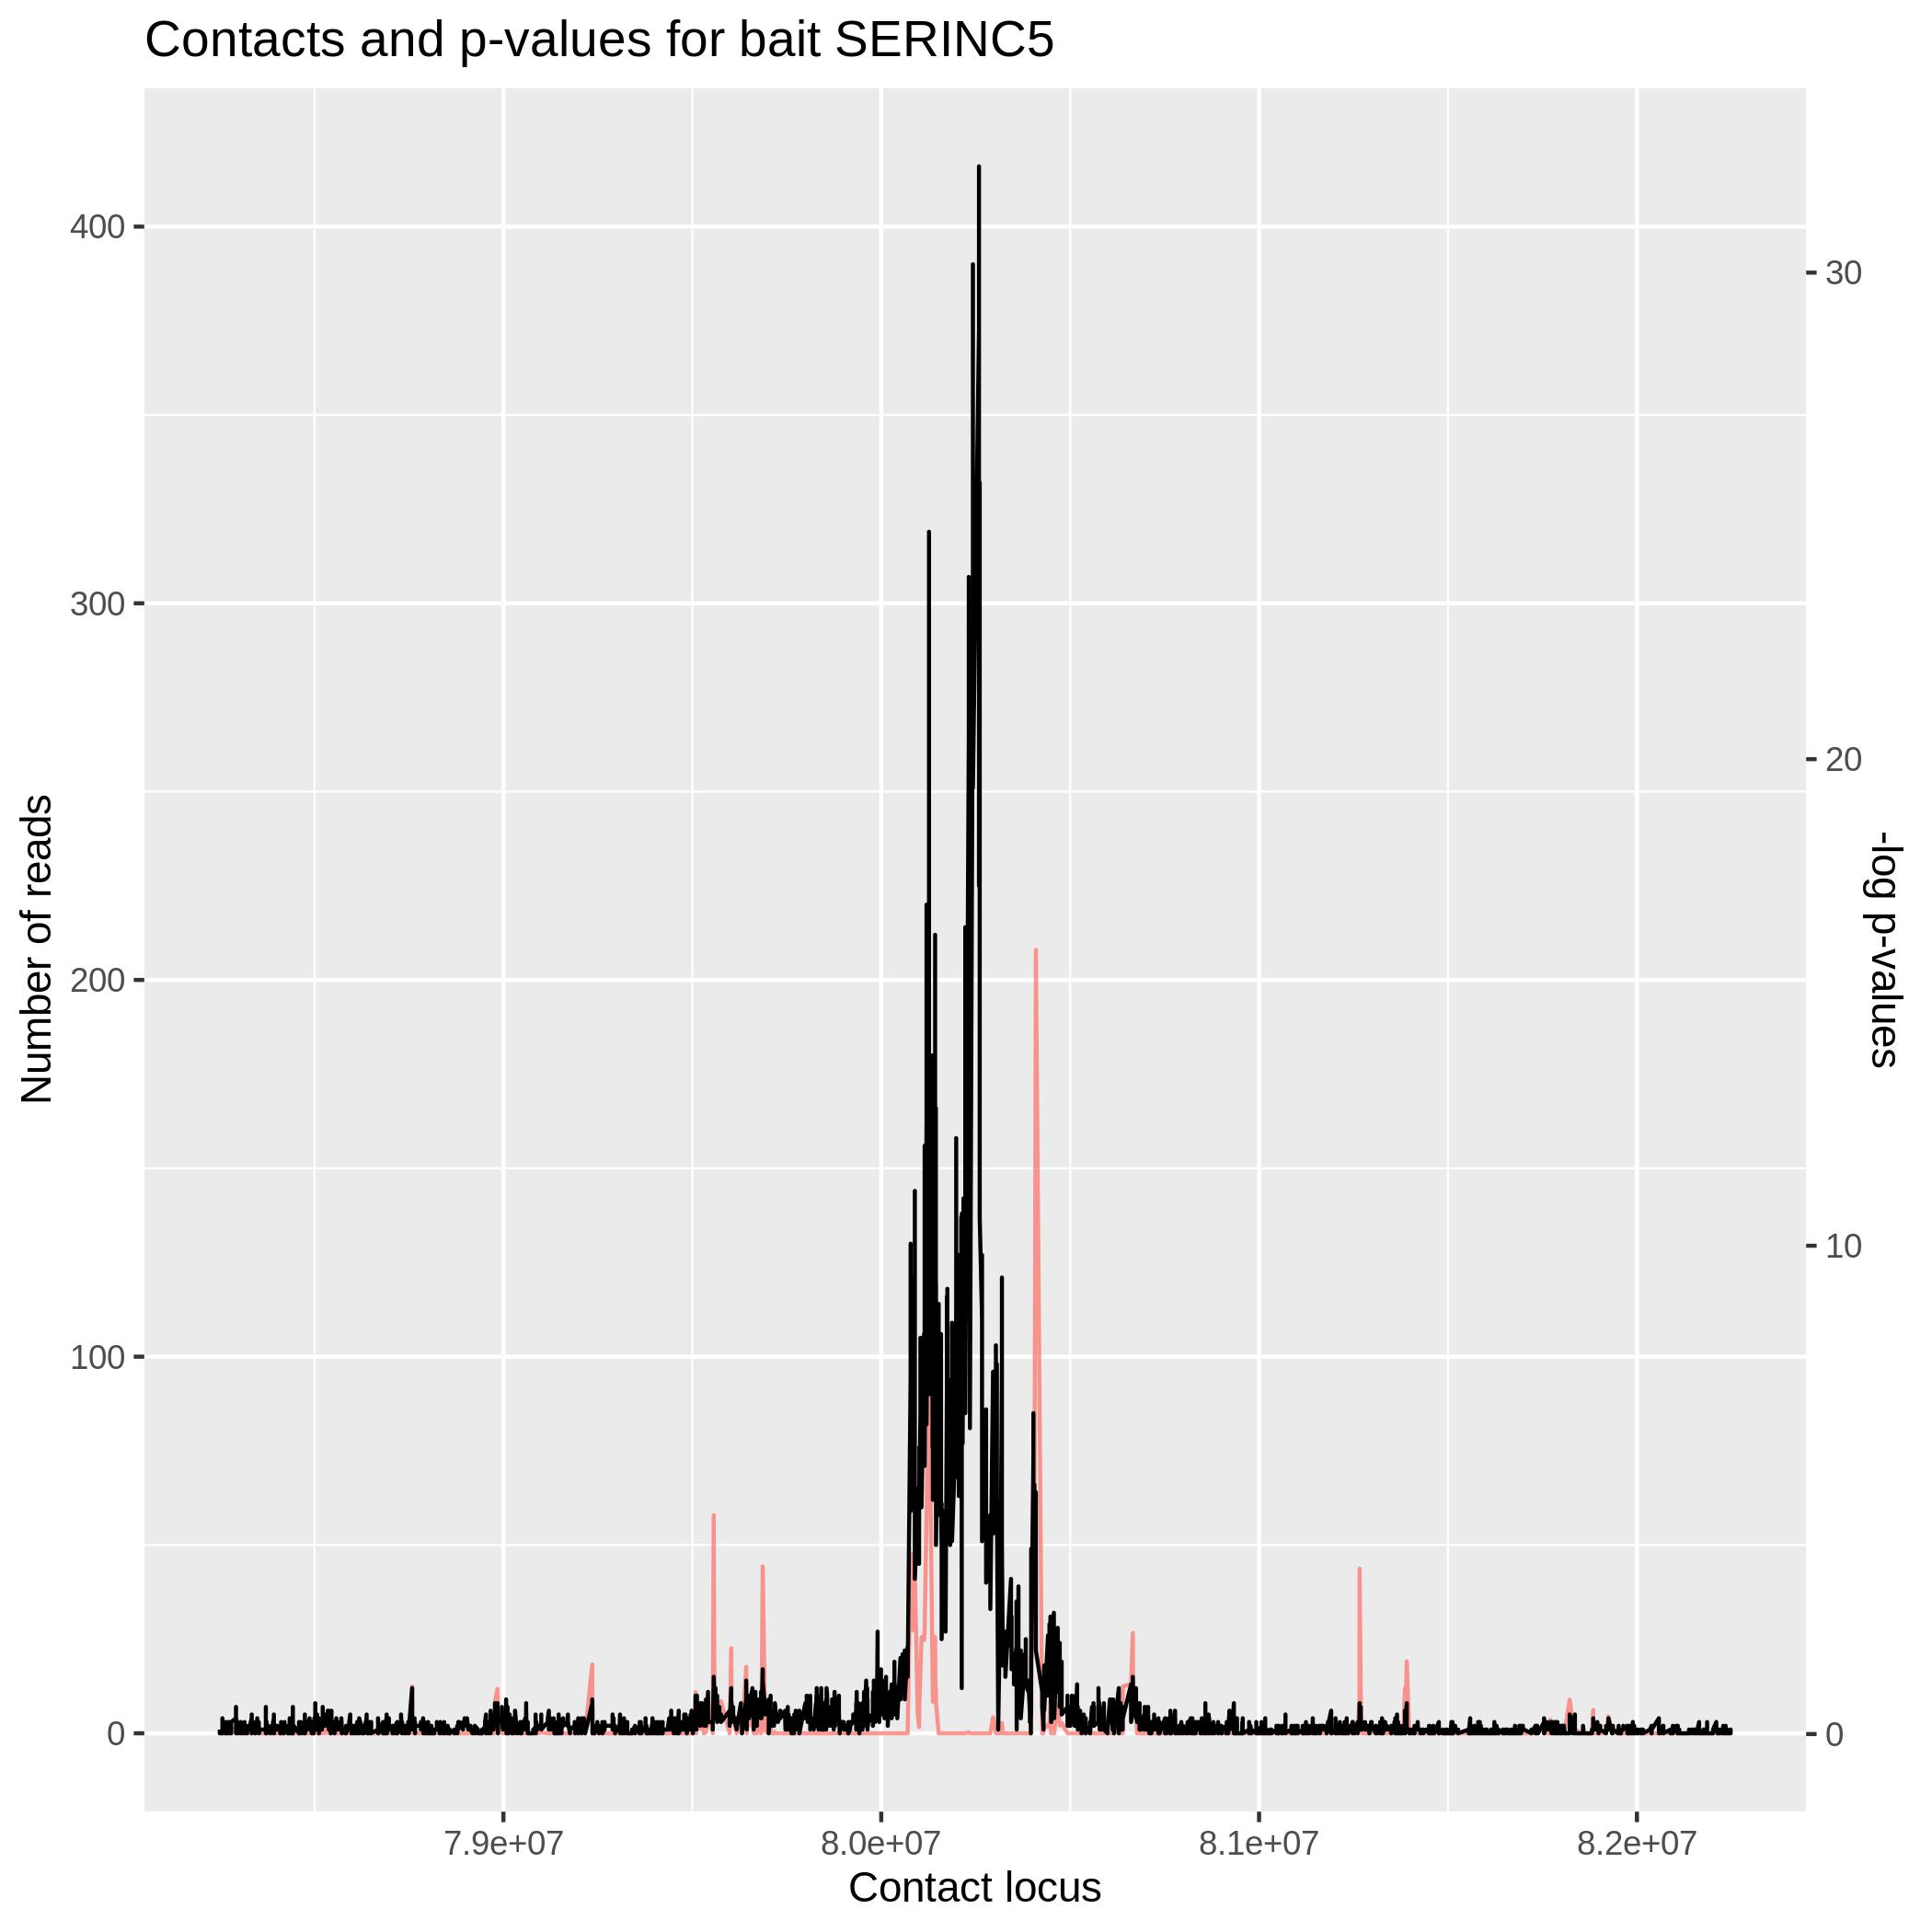 Contacts and p-values for bait SERINC5
400
300
200
100
0
Number of reads
30
20
10
0
-log p-values
7.9e+07
8.0e+07
8.1e+07
8.2e+07
Contact locus